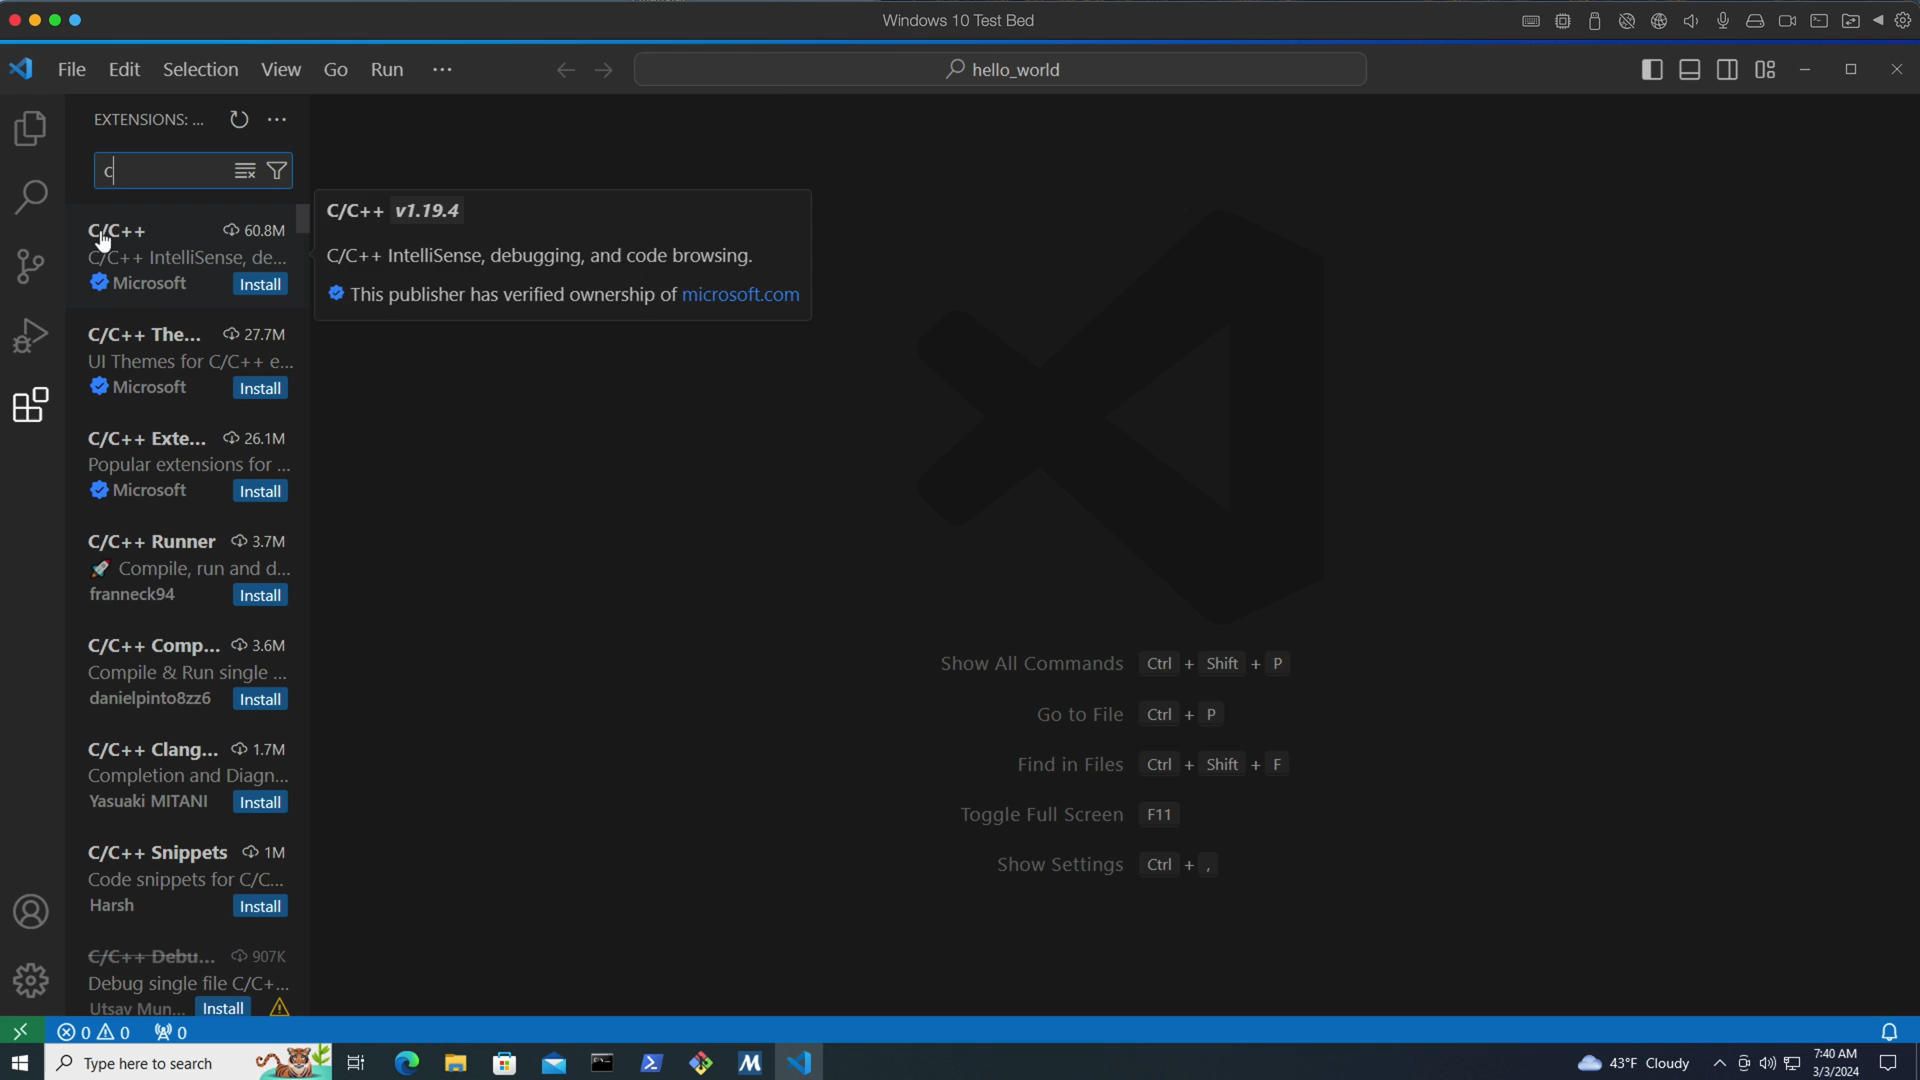 Windows 10 Test Bed
File Edit Selection View Go Run ...
hello_world
EXTENSIONS: ...
c
C/C++ 60.8M
C/C++ IntelliSense, de...
Microsoft Install
C/C++ v1.19.4
C/C++ IntelliSense, debugging, and code browsing.
This publisher has verified ownership of microsoft.com
C/C++ The... 27.7M
UI Themes for C/C++ e...
Microsoft Install
C/C++ Exte... 26.1M
Popular extensions for ...
Microsoft Install
C/C++ Runner 3.7M
🚀 Compile, run and d...
franneck94 Install
C/C++ Comp... 3.6M
Compile & Run single ...
danielpinto8zz6 Install
C/C++ Clang... 1.7M
Completion and Diagn...
Yasuaki MITANI Install
C/C++ Snippets 1M
Code snippets for C/C...
Harsh Install
C/C++ Debu... 907K
Debug single file C/C+...
Utsav Mun... Install
Show All Commands Ctrl + Shift + P
Go to File Ctrl + P
Find in Files Ctrl + Shift + F
Toggle Full Screen F11
Show Settings Ctrl + ,
0 0 0
Type here to search
43°F Cloudy
7:40 AM
3/3/2024